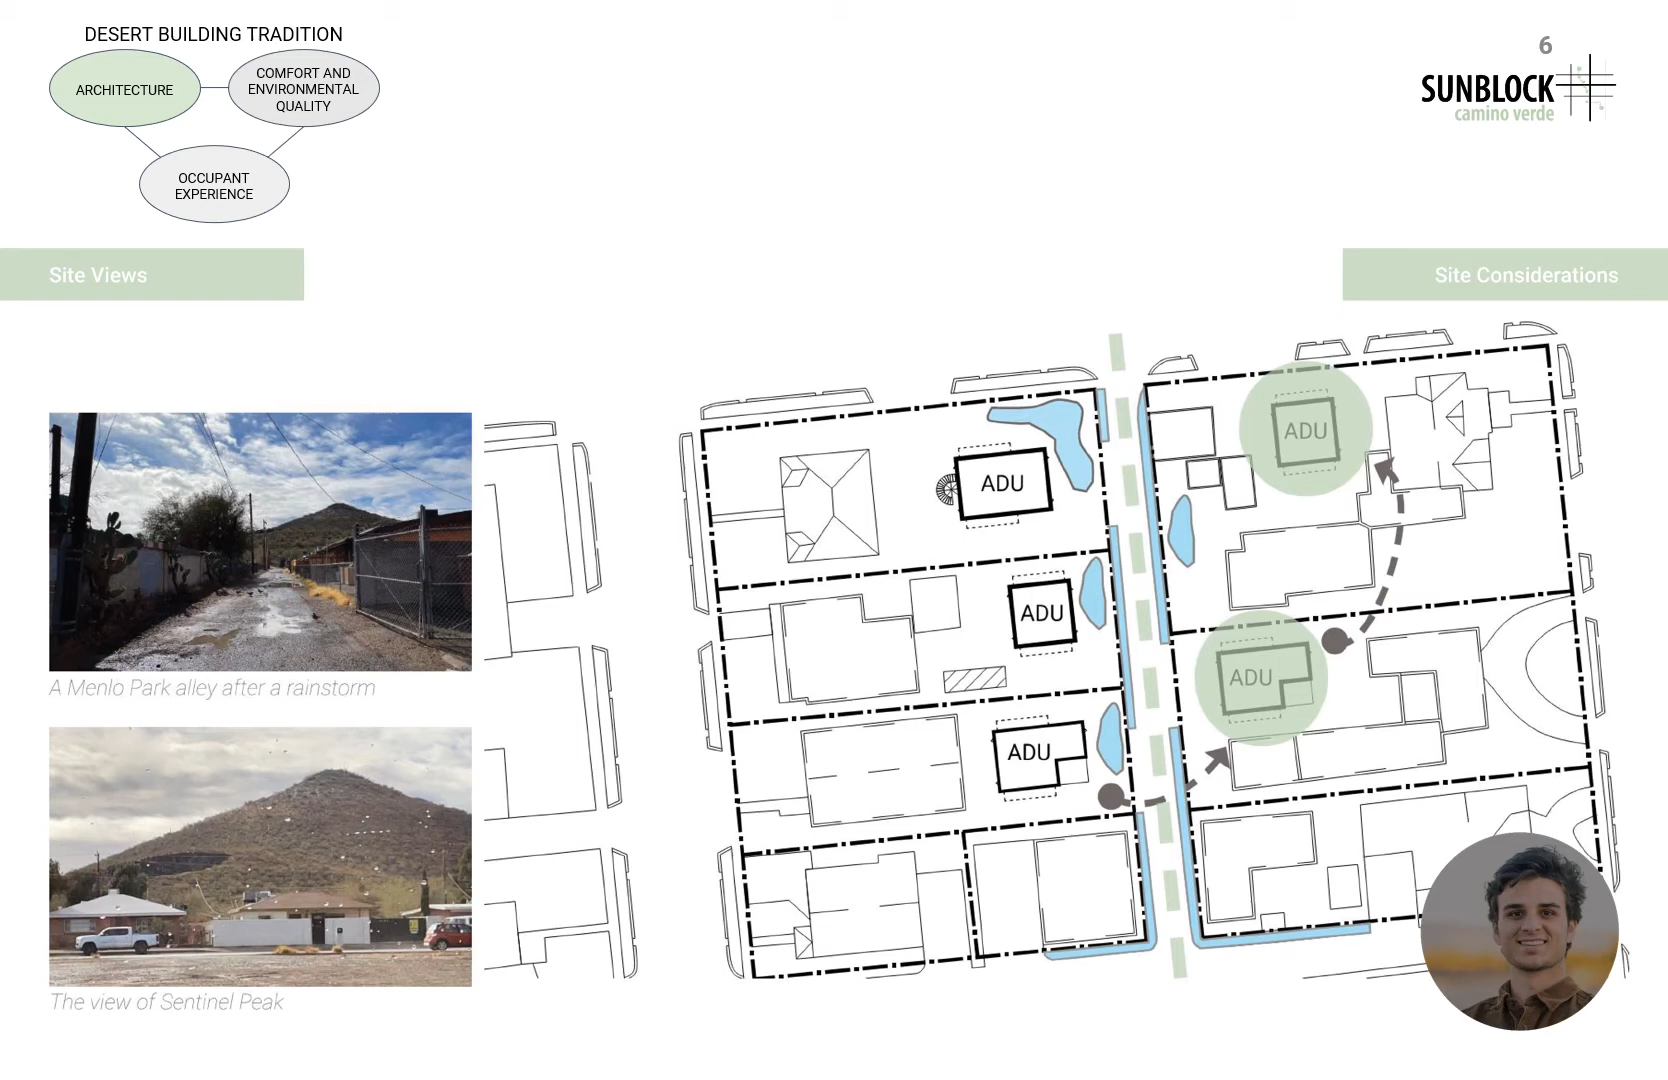 DESERT BUILDING TRADITION
ARCHITECTURE
COMFORT AND
ENVIRONMENTAL
QUALITY
OCCUPANT
EXPERIENCE
6
SUNBLOCK
camino verde
Site Views
Site Considerations
A Menlo Park alley after a rainstorm
The view of Sentinel Peak
ADU
ADU
ADU
ADU
ADU